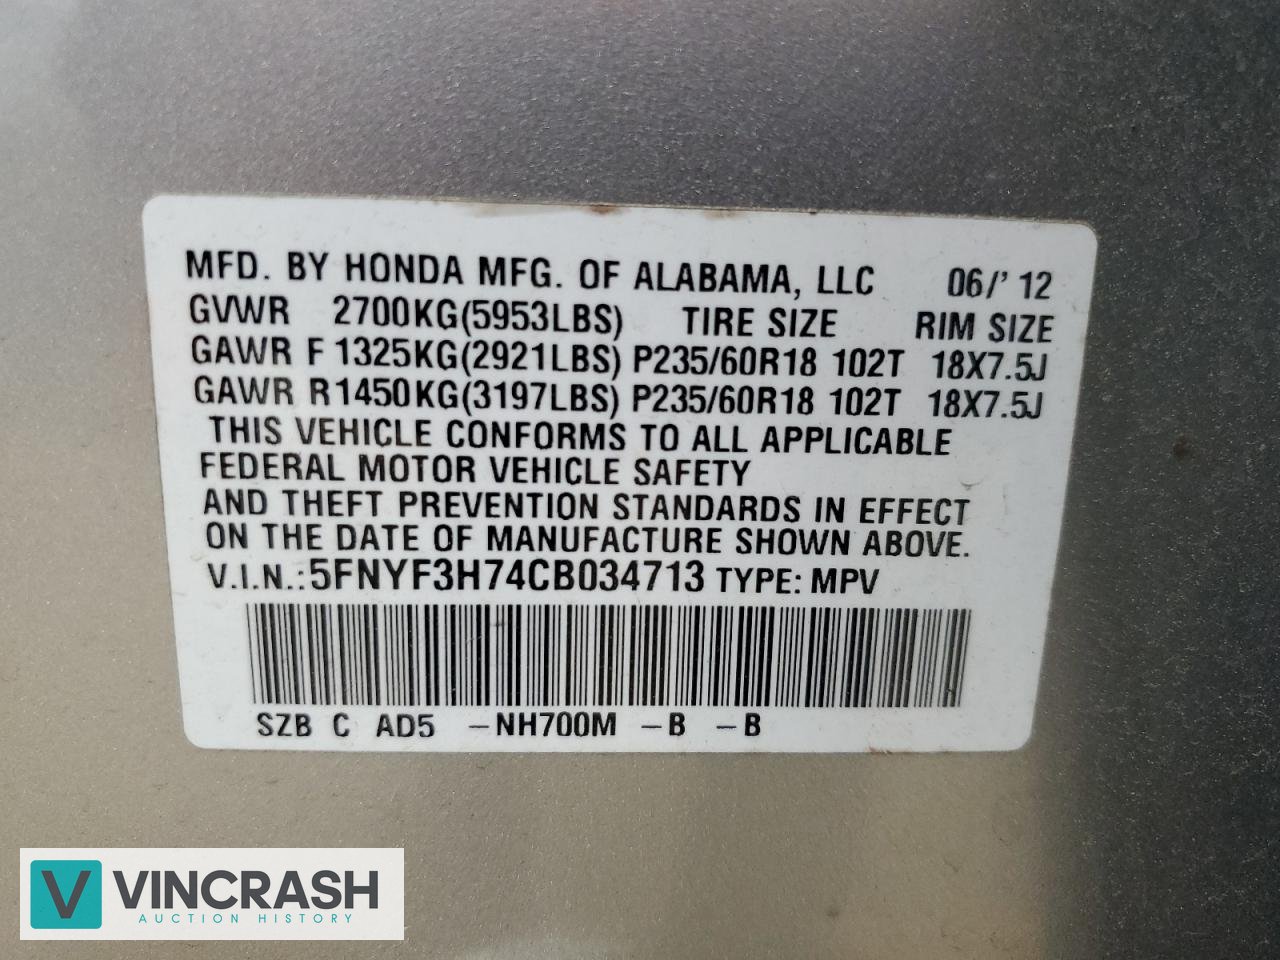 MFD. BY HONDA MFG. OF ALABAMA, LLC 06/'12
GVWR 2700KG(5953LBS) TIRE SIZE RIM SIZE
GAWR F 1325KG(2921LBS) P235/60R18 102T 18X7.5J
GAWR R 1450KG(3197LBS) P235/60R18 102T 18X7.5J
THIS VEHICLE CONFORMS TO ALL APPLICABLE
FEDERAL MOTOR VEHICLE SAFETY
AND THEFT PREVENTION STANDARDS IN EFFECT
ON THE DATE OF MANUFACTURE SHOWN ABOVE.
V.I.N.:5FNYF3H74CB034713 TYPE: MPV
SZB C AD5 -NH700M -B -B
V VINCRASH
AUCTION HISTORY